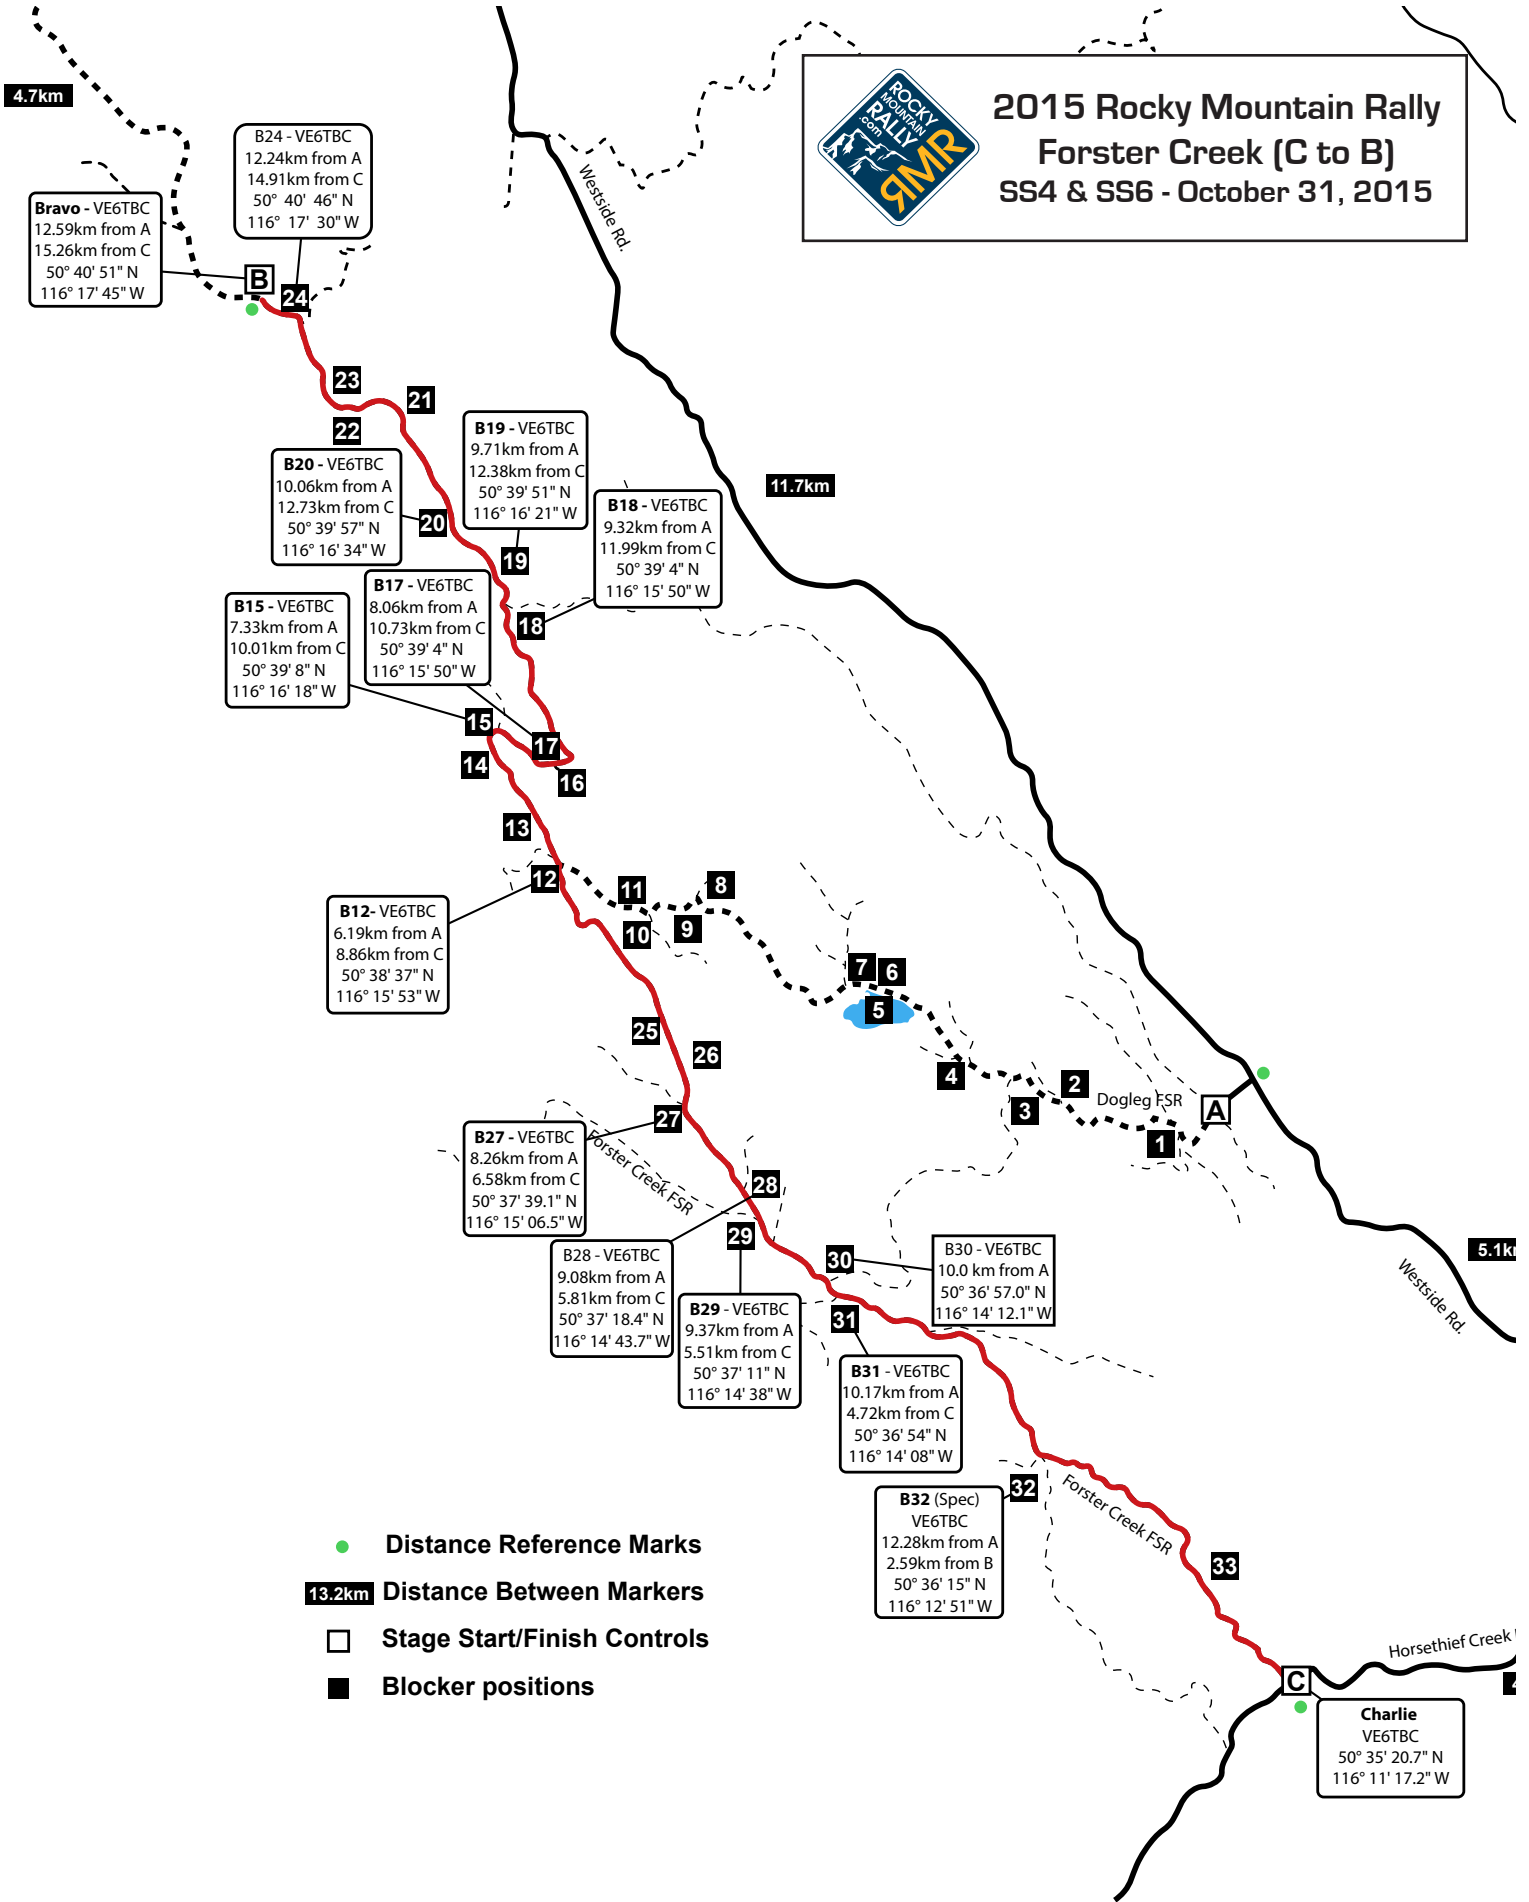 4.7km
ROCKY
MOUNTAIN
RALLY
.com
RMR
2015 Rocky Mountain Rally
Forster Creek (C to B)
SS4 & SS6 - October 31, 2015
B24 - VE6TBC
12.24km from A
14.91km from C
50° 40' 46" N
116° 17' 30" W
Bravo - VE6TBC
12.59km from A
15.26km from C
50° 40' 51" N
116° 17' 45" W
Westside Rd.
B
24
23
21
22
B19 - VE6TBC
9.71km from A
12.38km from C
50° 39' 51" N
116° 16' 21" W
B20 - VE6TBC
10.06km from A
12.73km from C
50° 39' 57" N
116° 16' 34" W
11.7km
B18 - VE6TBC
9.32km from A
11.99km from C
50° 39' 4" N
116° 15' 50" W
20
19
B17 - VE6TBC
8.06km from A
10.73km from C
50° 39' 4" N
116° 15' 50" W
B15 - VE6TBC
7.33km from A
10.01km from C
50° 39' 8" N
116° 16' 18" W
18
15
17
14
16
13
12
11
8
10
9
B12- VE6TBC
6.19km from A
8.86km from C
50° 38' 37" N
116° 15' 53" W
7
6
5
25
26
4
2
3
Dogleg FSR
A
1
27
B27 - VE6TBC
8.26km from A
6.58km from C
50° 37' 39.1" N
116° 15' 06.5" W
Forster Creek FSR
28
29
B28 - VE6TBC
9.08km from A
5.81km from C
50° 37' 18.4" N
116° 14' 43.7" W
30
B30 - VE6TBC
10.0 km from A
50° 36' 57.0" N
116° 14' 12.1" W
5.1k
Westside Rd.
B29 - VE6TBC
9.37km from A
5.51km from C
50° 37' 11" N
116° 14' 38" W
31
B31 - VE6TBC
10.17km from A
4.72km from C
50° 36' 54" N
116° 14' 08" W
32
B32 (Spec)
VE6TBC
12.28km from A
2.59km from B
50° 36' 15" N
116° 12' 51" W
Forster Creek FSR
33
Distance Reference Marks
13.2km Distance Between Markers
Stage Start/Finish Controls
Blocker positions
Horsethief Creek
C
4
Charlie
VE6TBC
50° 35' 20.7" N
116° 11' 17.2" W